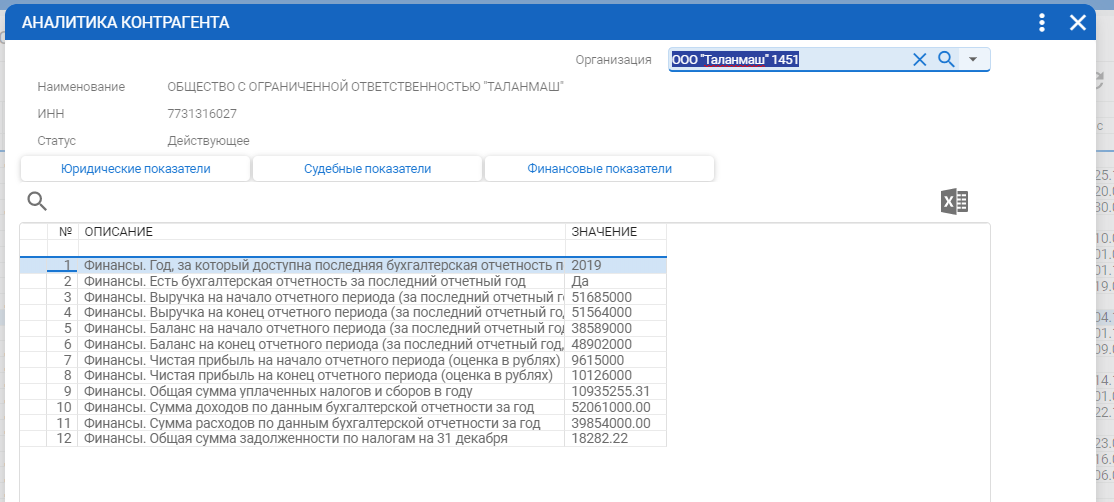 АНАЛИТИКА КОНТРАГЕНТА
Организация ООО "Таланмаш" 1451
Наименование ОБЩЕСТВО С ОГРАНИЧЕННОЙ ОТВЕТСТВЕННОСТЬЮ "ТАЛАНМАШ"
ИНН 7731316027
Статус Действующее
Юридические показатели Судебные показатели Финансовые показатели
№ ОПИСАНИЕ ЗНАЧЕНИЕ
1 Финансы. Год, за который доступна последняя бухгалтерская отчетность п 2019
2 Финансы. Есть бухгалтерская отчетность за последний отчетный год Да
3 Финансы. Выручка на начало отчетного периода (за последний отчетный го 51685000
4 Финансы. Выручка на конец отчетного периода (за последний отчетный год, 51564000
5 Финансы. Баланс на начало отчетного периода (за последний отчетный год 38589000
6 Финансы. Баланс на конец отчетного периода (за последний отчетный год, 48902000
7 Финансы. Чистая прибыль на начало отчетного периода (оценка в рублях) 9615000
8 Финансы. Чистая прибыль на конец отчетного периода (оценка в рублях) 10126000
9 Финансы. Общая сумма уплаченных налогов и сборов в году 10935255.31
10 Финансы. Сумма доходов по данным бухгалтерской отчетности за год 52061000.00
11 Финансы. Сумма расходов по данным бухгалтерской отчетности за год 39854000.00
12 Финансы. Общая сумма задолженности по налогам на 31 декабря 18282.22